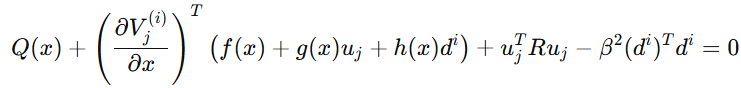 Q(x) + \left( \frac{\partial V_j^{(i)}}{\partial x} \right)^T \left( f(x) + g(x)u_j + h(x)d^i \right) + u_j^T R u_j - \beta^2 (d^i)^T d^i = 0